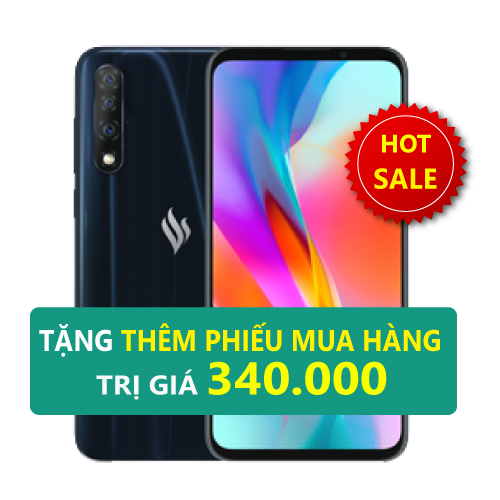 HOT
SALE
TẶNG THÊM PHIẾU MUA HÀNG
TRỊ GIÁ 340.000